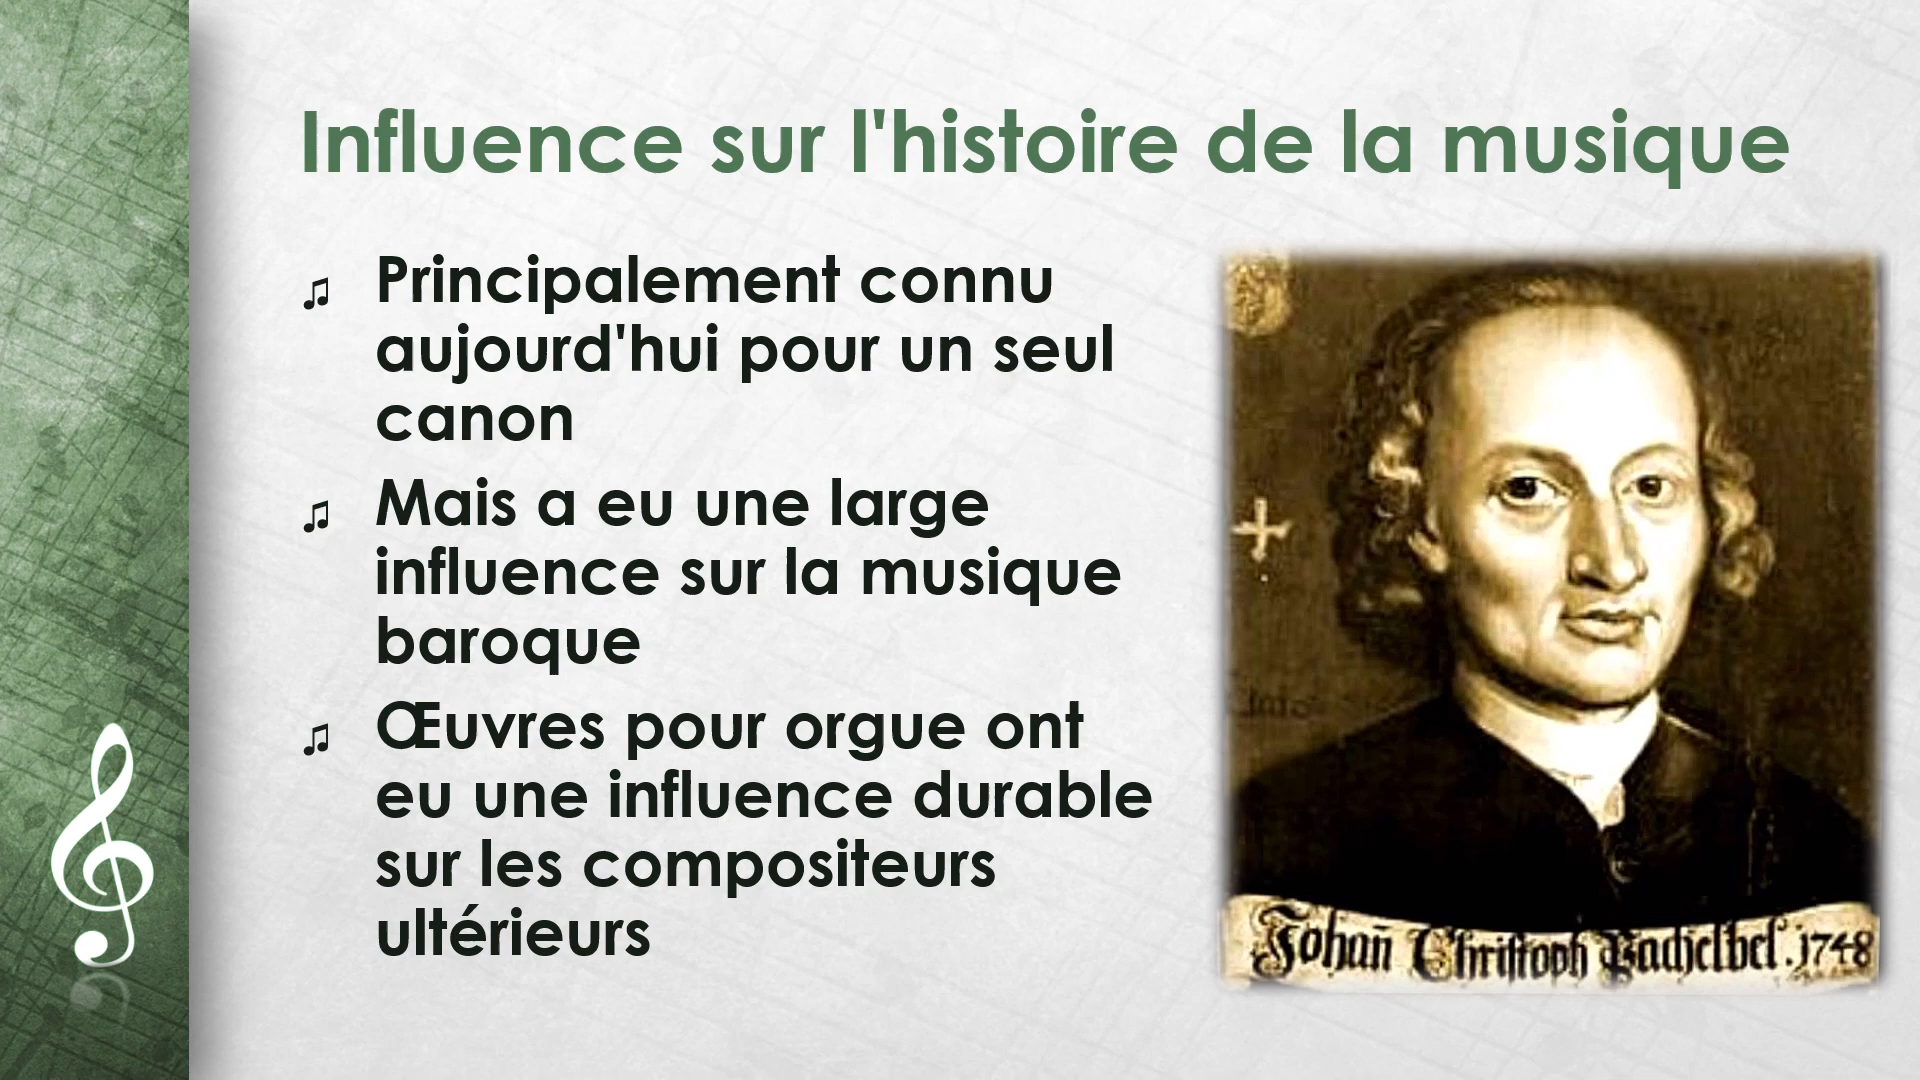 Influence sur l'histoire de la musique
Principalement connu
aujourd'hui pour un seul
canon
Mais a eu une large
influence sur la musique
baroque
Œuvres pour orgue ont
eu une influence durable
sur les compositeurs
ultérieurs
Johañ Christoph Pachelbel. 1748